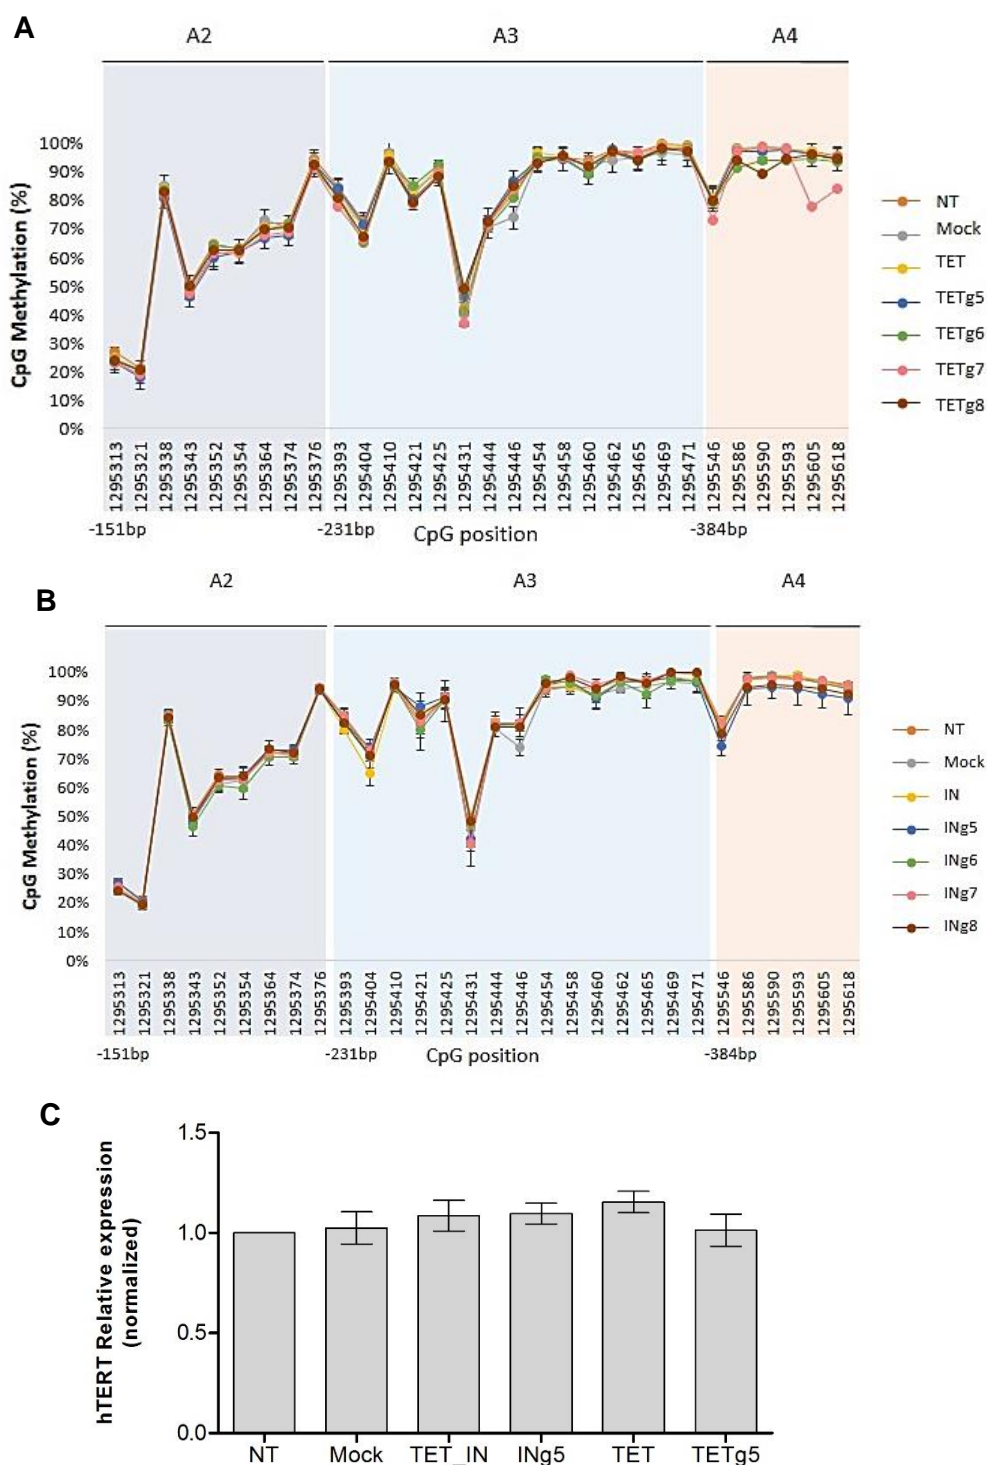 A
A2 A3 A4
CpG Methylation (%)
100%
90%
80%
70%
60%
50%
40%
30%
20%
10%
0%
1295313 1295321 1295338 1295343 1295352 1295354 1295364 1295374 1295376 1295393 1295404 1295410 1295421 1295425 1295431 1295444 1295446 1295454 1295458 1295460 1295462 1295465 1295469 1295471 1295546 1295586 1295590 1295593 1295605 1295618
-151bp -231bp CpG position -384bp
NT
Mock
TET
TETg5
TETg6
TETg7
TETg8
B
A2 A3 A4
CpG Methylation (%)
100%
90%
80%
70%
60%
50%
40%
30%
20%
10%
0%
1295313 1295321 1295338 1295343 1295352 1295354 1295364 1295374 1295376 1295393 1295404 1295410 1295421 1295425 1295431 1295444 1295446 1295454 1295458 1295460 1295462 1295465 1295469 1295471 1295546 1295586 1295590 1295593 1295605 1295618
-151bp -231bp CpG position -384bp
NT
Mock
IN
INg5
INg6
INg7
INg8
C
hTERT Relative expression
(normalized)
1.5
1.0
0.5
0.0
NT Mock TET_IN INg5 TET TETg5